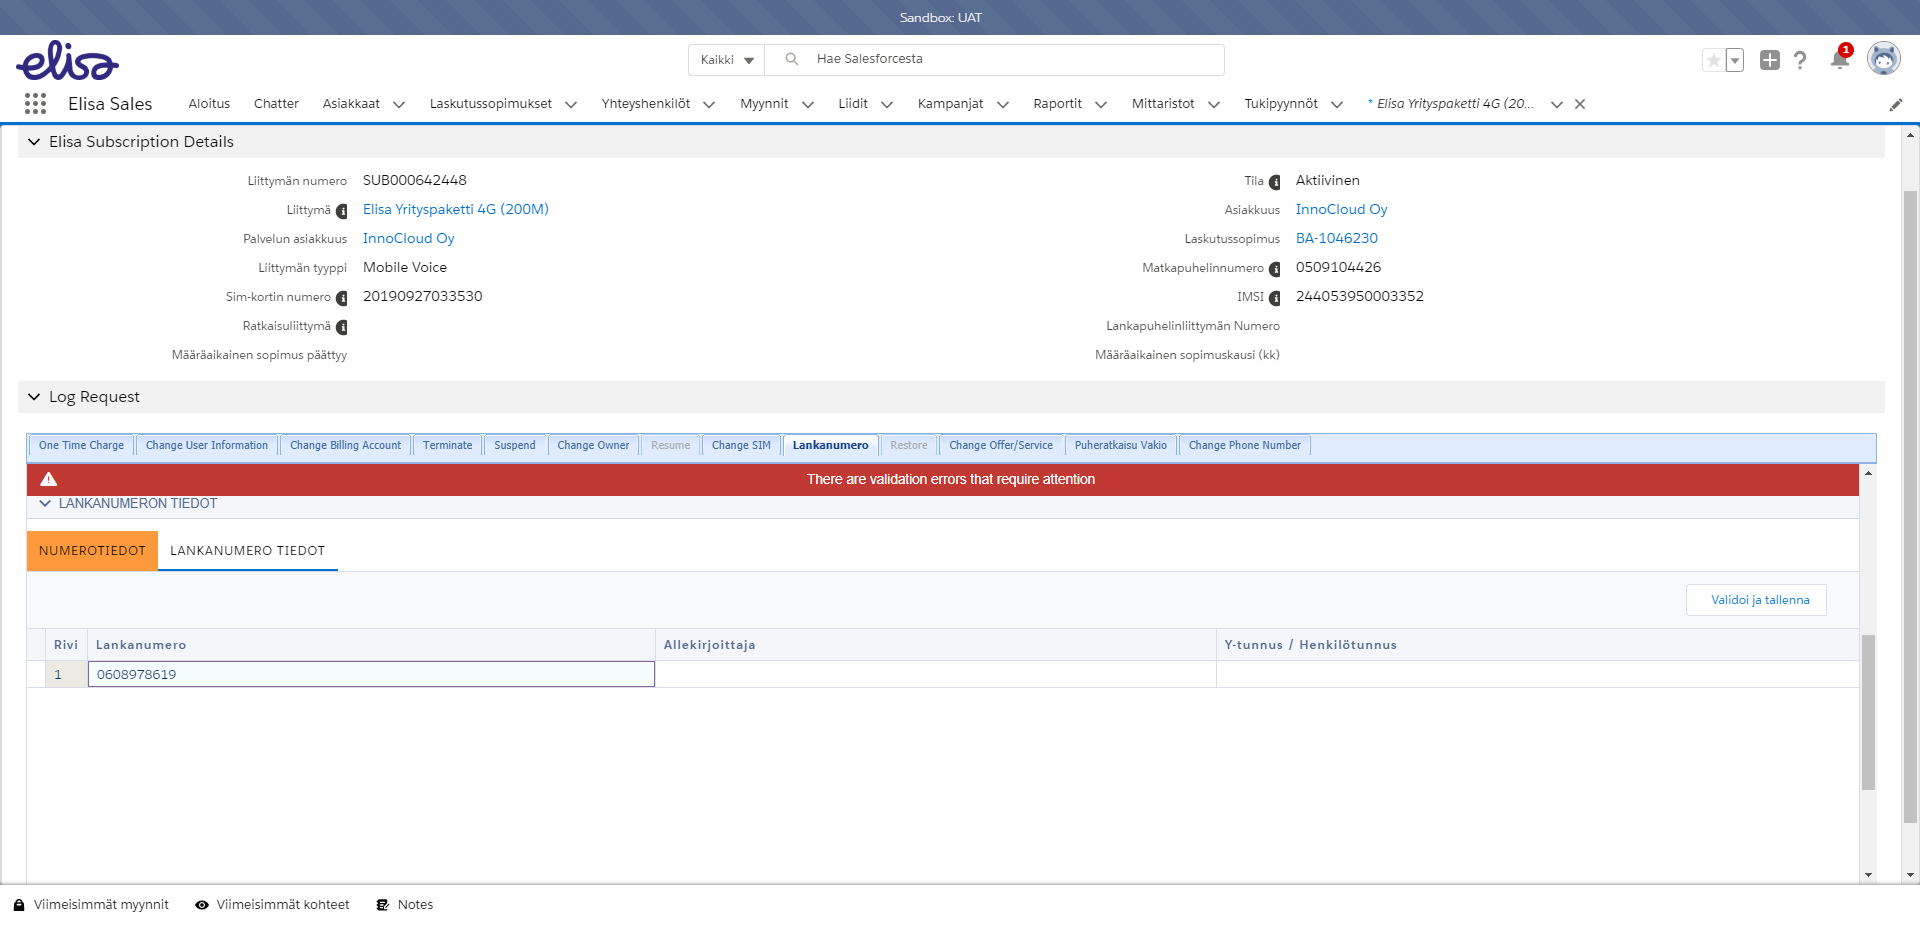 Sandbox: UAT
elisa
Kaikki
Hae Salesforcesta
1
Elisa Sales
Aloitus
Chatter
Asiakkaat
Laskutussopimukset
Yhteyshenkilöt
Myynnit
Liidit
Kampanjat
Raportit
Mittaristot
Tukipyynnöt
* Elisa Yrityspaketti 4G (20...
Elisa Subscription Details
Liittymän numero SUB000642448
Tila Aktiivinen
Liittymä Elisa Yrityspaketti 4G (200M)
Asiakkuus InnoCloud Oy
Palvelun asiakkuus InnoCloud Oy
Laskutussopimus BA-1046230
Liittymän tyyppi Mobile Voice
Matkapuhelinnumero 0509104426
Sim-kortin numero 20190927033530
IMSI 244053950003352
Ratkaisuliittymä
Lankapuhelinliittymän Numero
Määräaikainen sopimus päättyy
Määräaikainen sopimuskausi (kk)
Log Request
One Time Charge
Change User Information
Change Billing Account
Terminate
Suspend
Change Owner
Resume
Change SIM
Lankanumero
Restore
Change Offer/Service
Puheratkaisu Vakio
Change Phone Number
There are validation errors that require attention
LANKANUMERON TIEDOT
NUMEROTIEDOT
LANKANUMERO TIEDOT
Validoi ja tallenna
Rivi Lankanumero Allekirjoittaja Y-tunnus / Henkilötunnus
1 0608978619
Viimeisimmät myynnit
Viimeisimmät kohteet
Notes